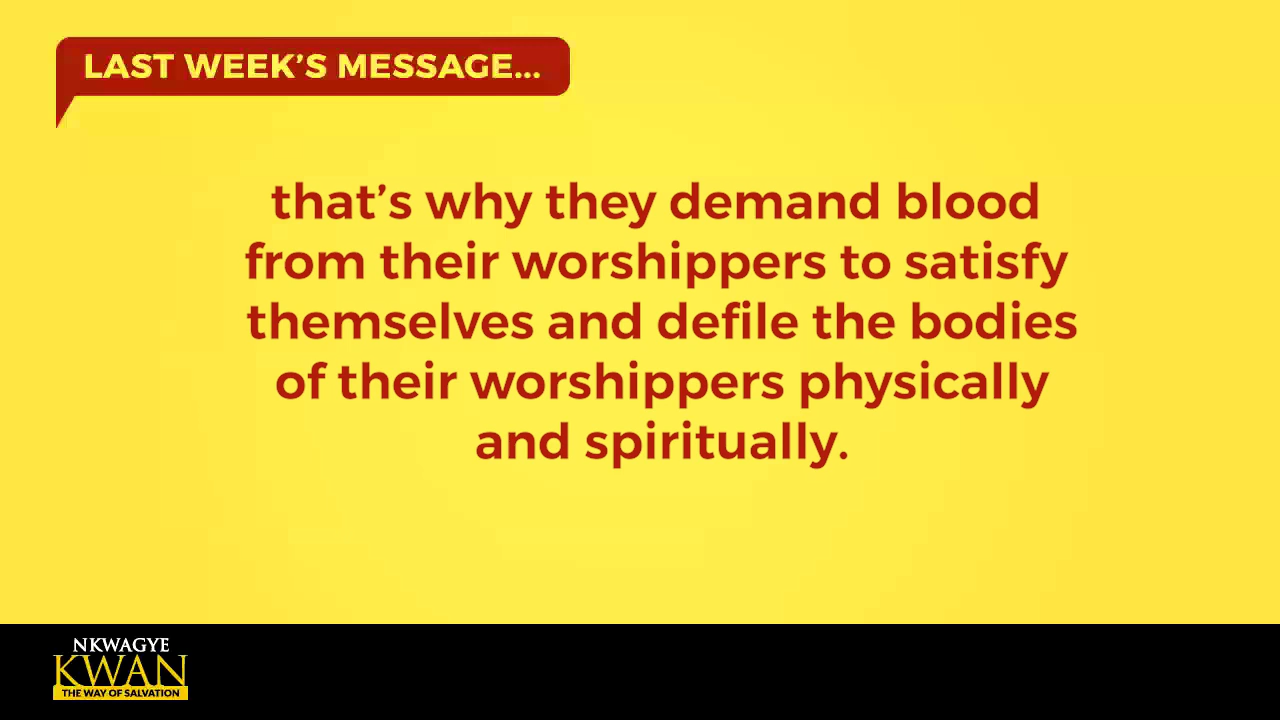 LAST WEEK'S MESSAGE...
that's why they demand blood
from their worshippers to satisfy
themselves and defile the bodies
of their worshippers physically
and spiritually.
NKWAGYE
KWAN
THE WAY OF SALVATION